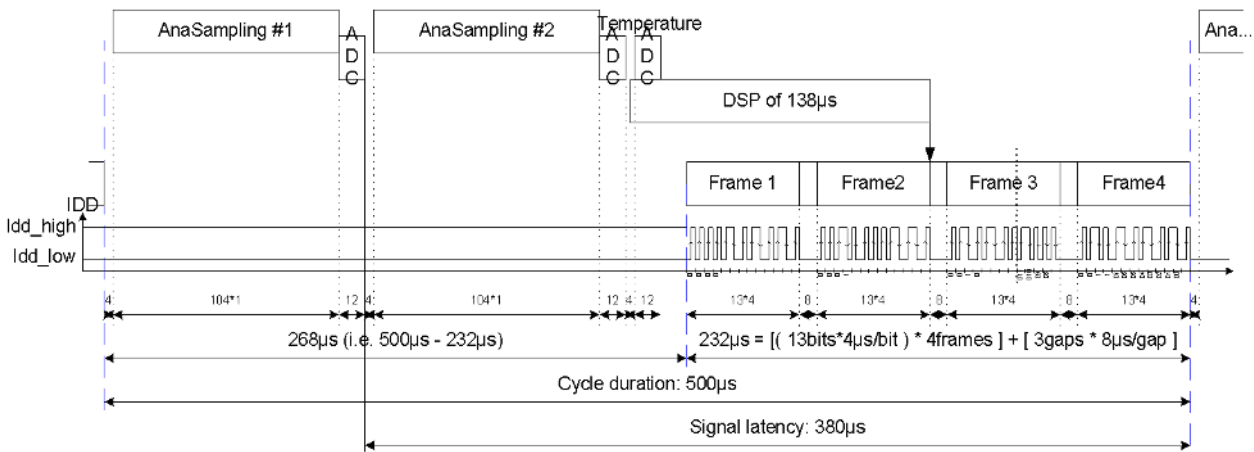 AnaSampling #1
ADC
AnaSampling #2
ADC
Temperature
ADC
Ana...
DSP of 138µs
Frame 1
Frame2
Frame 3
Frame4
IDD
Idd_high
Idd_low
4 104*1 12 4 104*1 12 4 12 13*4 8 13*4 8 13*4 8 13*4 4
268µs (i.e. 500µs - 232µs)
232µs = [( 13bits*4µs/bit ) * 4frames ] + [ 3gaps * 8µs/gap ]
Cycle duration: 500µs
Signal latency: 380µs